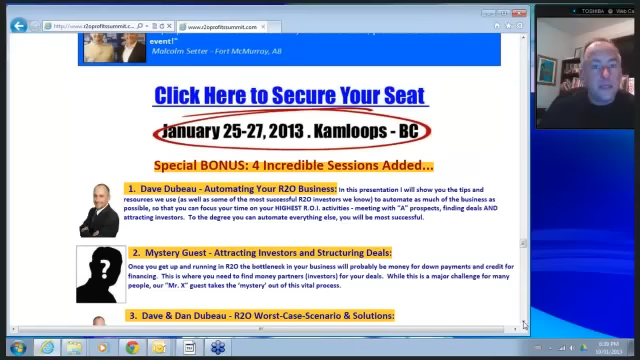 TOSHIBA Web Ca
http://www.r2oprofitssummit.c...
www.r2oprofitssummit.com
event!"
Malcolm Setter - Fort McMurray, AB
Click Here to Secure Your Seat
January 25-27, 2013 . Kamloops - BC
Special BONUS: 4 Incredible Sessions Added...
1. Dave Dubeau - Automating Your R2O Business: In this presentation I will show you the tips and
resources we use (as well as some of the most successful R2O investors we know) to automate as much of the business as
possible, so that you can focus your time on your HIGHEST R.O.I. activities - meeting with "A" prospects, finding deals AND
attracting investors. To the degree you can automate everything else, you will be most successful.
?
2. Mystery Guest - Attracting Investors and Structuring Deals:
Once you get up and running in R2O the bottleneck in your business will probably be money for down payments and credit for
financing. This is where you need to find money partners (investors) for your deals. While this is a major challenge for many
people, our "Mr. X" guest takes the 'mystery' out of this vital process.
3. Dave & Dan Dubeau - R2O Worst-Case-Scenario & Solutions: